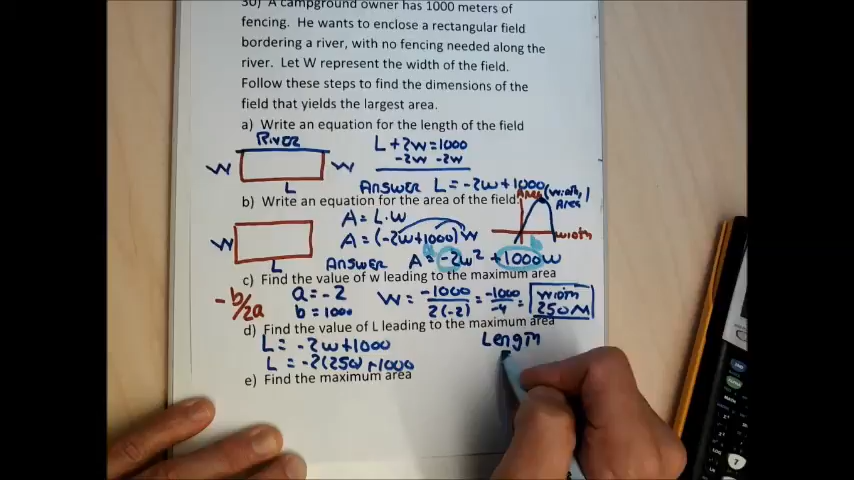 30) A campground owner has 1000 meters of
fencing. He wants to enclose a rectangular field
bordering a river, with no fencing needed along the
river. Let W represent the width of the field.
Follow these steps to find the dimensions of the
field that yields the largest area.
a) Write an equation for the length of the field
RIVER
W W
L
L + 2W = 1000
-2W -2W
ANSWER L = -2W + 1000
b) Write an equation for the area of the field.
W
L
A = L·W
A = (-2W+1000)W
ANSWER A = -2W² + 1000W
AREA (width,
Area)
width
a b
c) Find the value of w leading to the maximum area
-b/2a
a = -2
b = 1000
W = -1000/2(-2) = -1000/-4 = width
250 M
d) Find the value of L leading to the maximum area
L = -2W + 1000
L = -2(250) + 1000
Length
e) Find the maximum area